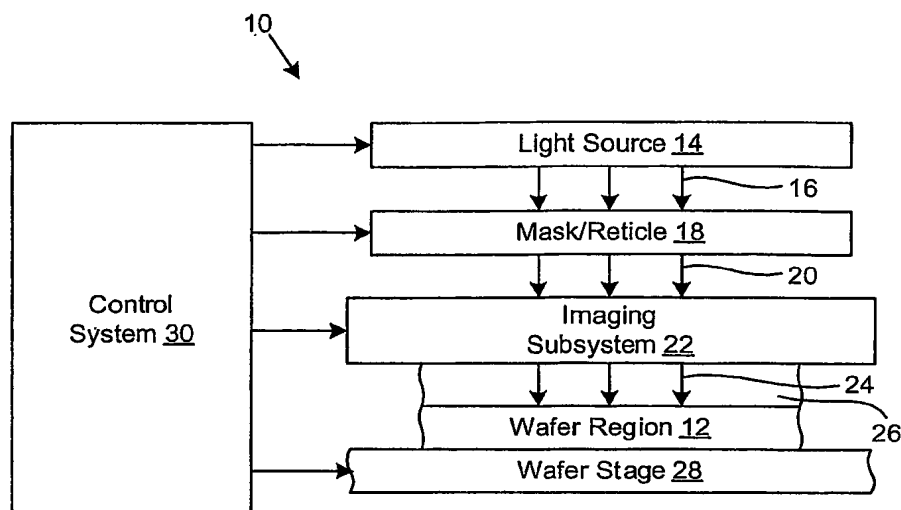 10
Light Source 14
16
Mask/Reticle 18
20
Control
System 30
Imaging
Subsystem 22
24
26
Wafer Region 12
Wafer Stage 28